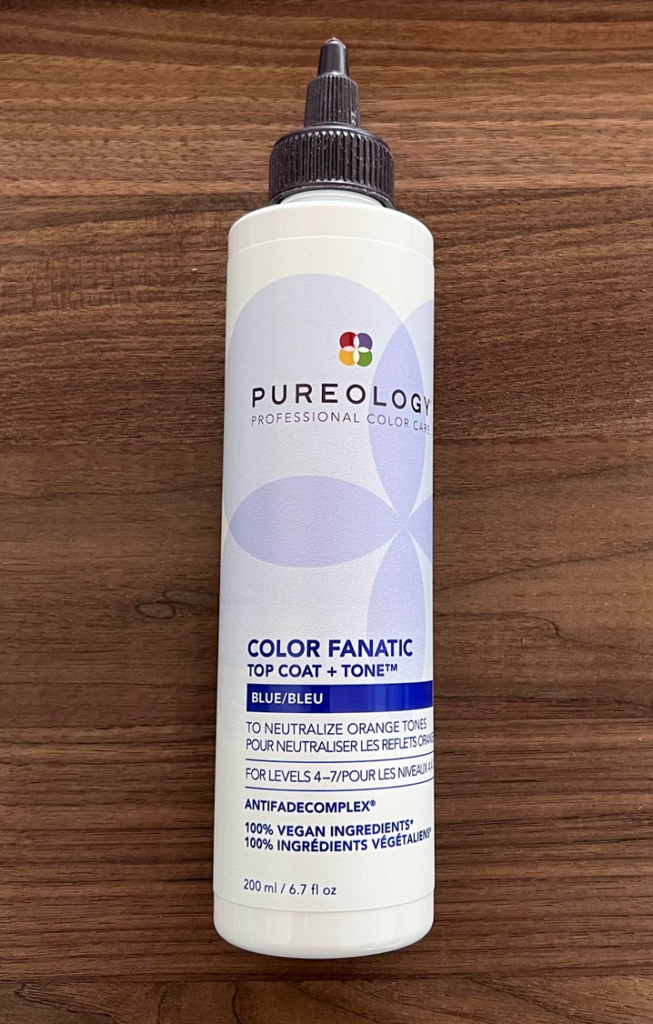 PUREOLOGY
PROFESSIONAL COLOR CARE
COLOR FANATIC
TOP COAT + TONE™
BLUE/BLEU
TO NEUTRALIZE ORANGE TONES
POUR NEUTRALISER LES REFLETS ORANGE
FOR LEVELS 4–7/POUR LES NIVEAUX 4
ANTIFADECOMPLEX®
100% VEGAN INGREDIENTS*
100% INGRÉDIENTS VÉGÉTALIENS*
200 ml / 6.7 fl oz